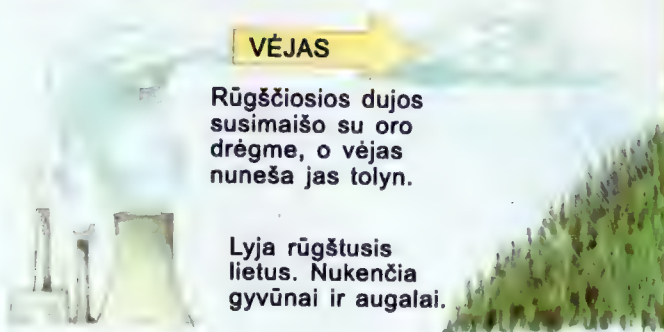 VĖJAS
Rūgščiosios dujos
susimaišo su oro
drėgme, o vėjas
nuneša jas tolyn.
Lyja rūgštusis
lietus. Nukenčia
gyvūnai ir augalai.